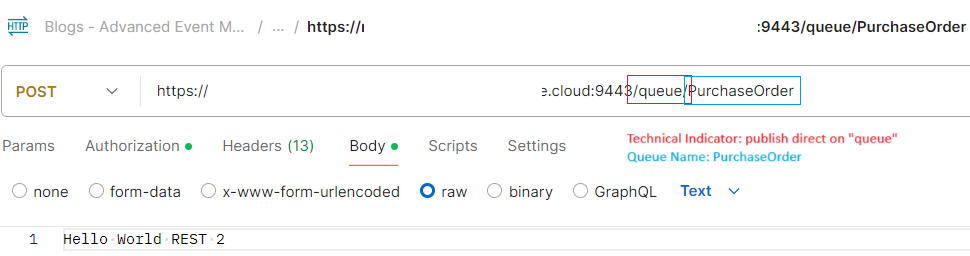 HTTP Blogs - Advanced Event M... / ... / https:// :9443/queue/PurchaseOrder
POST https:// e.cloud:9443/queue/PurchaseOrder
Params Authorization Headers (13) Body Scripts Settings
Technical Indicator: publish direct on "queue"
Queue Name: PurchaseOrder
none form-data x-www-form-urlencoded raw binary GraphQL Text
1 Hello World REST 2